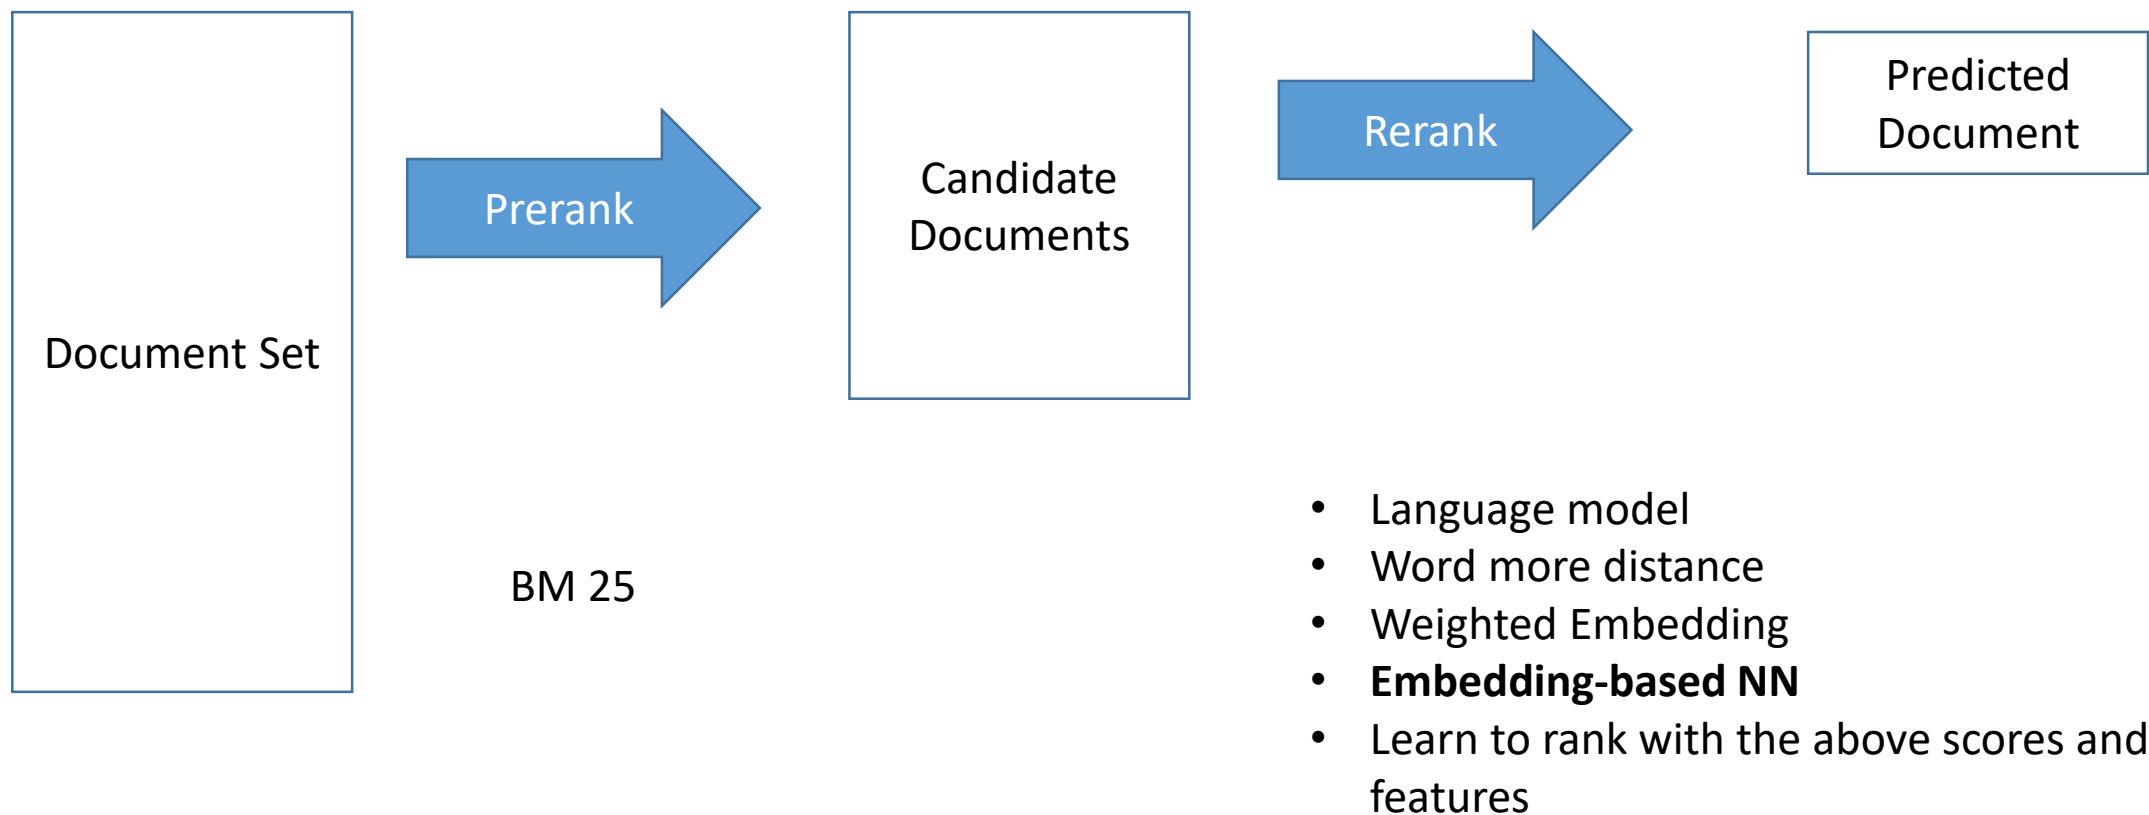 Document Set
Prerank
BM 25
Candidate
Documents
Rerank
Predicted
Document
• Language model
• Word more distance
• Weighted Embedding
• Embedding-based NN
• Learn to rank with the above scores and
features